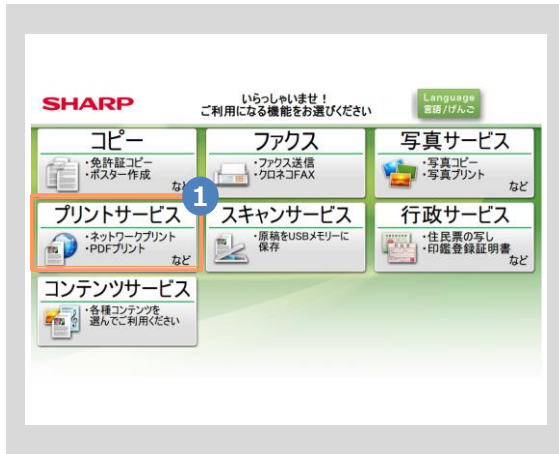 SHARP
いらっしゃいませ！
ご利用になる機能をお選びください
Language
言語/げんご
コピー
・免許証コピー
・ポスター作成
など
ファクス
・ファクス送信
・クロネコFAX
写真サービス
・写真コピー
・写真プリント
など
1
プリントサービス
・ネットワークプリント
・PDFプリント
など
スキャンサービス
・原稿をUSBメモリーに
保存
行政サービス
・住民票の写し
・印鑑登録証明書
など
コンテンツサービス
・各種コンテンツを
選んでご利用ください